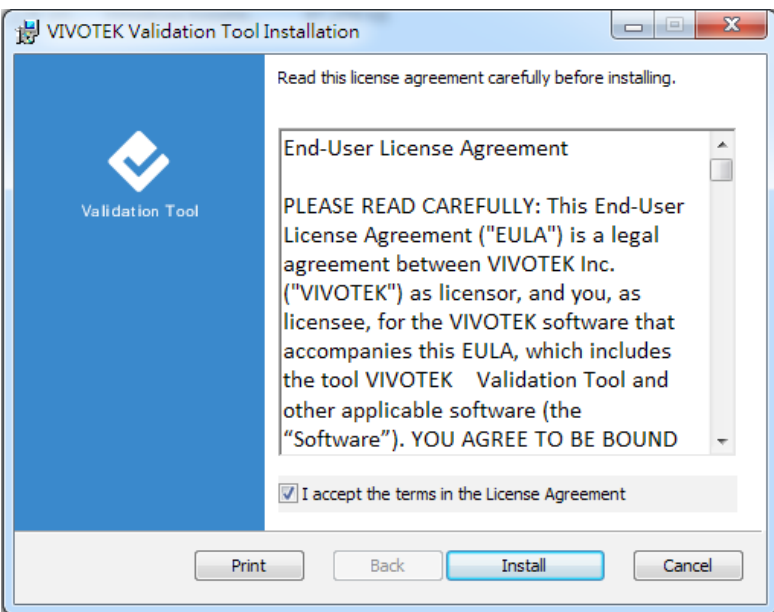 VIVOTEK Validation Tool Installation
Read this license agreement carefully before installing.
Validation Tool
End-User License Agreement
PLEASE READ CAREFULLY: This End-User
License Agreement ("EULA") is a legal
agreement between VIVOTEK Inc.
("VIVOTEK") as licensor, and you, as
licensee, for the VIVOTEK software that
accompanies this EULA, which includes
the tool VIVOTEK    Validation Tool and
other applicable software (the
“Software”). YOU AGREE TO BE BOUND
I accept the terms in the License Agreement
Print
Back
Install
Cancel